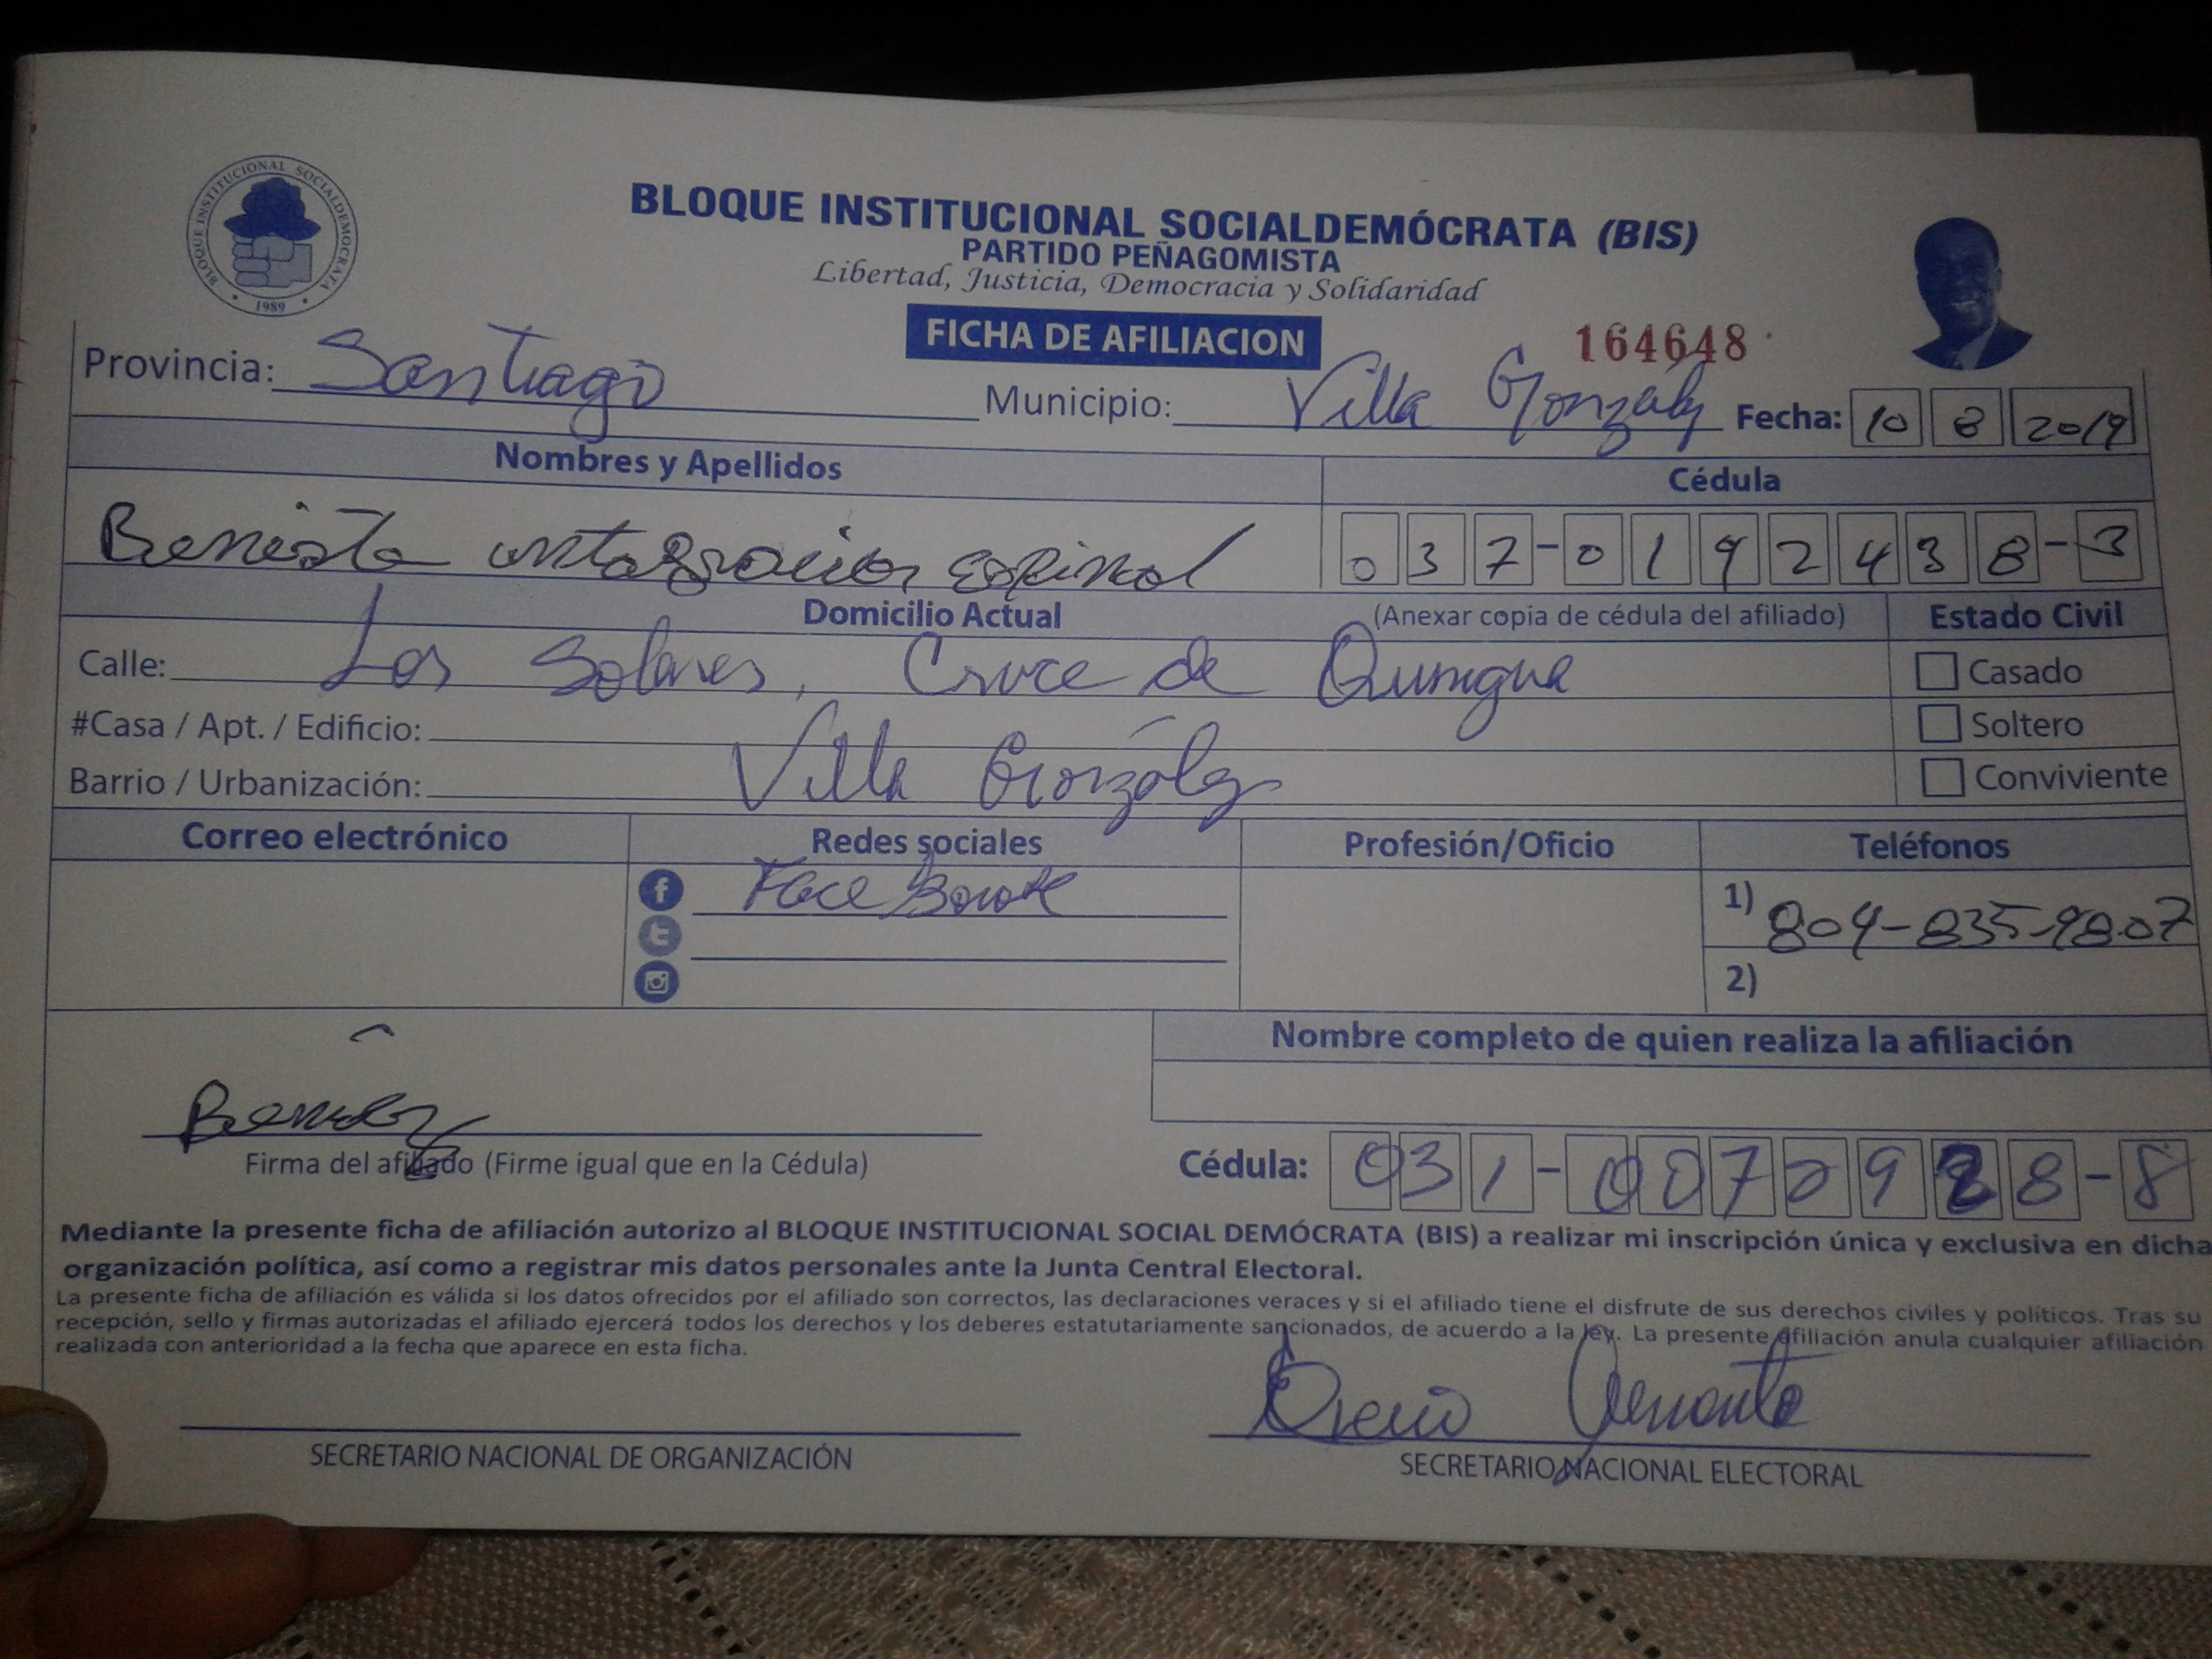 BLOQUE INSTITUCIONAL SOCIALDEMOCRATA
1989
BLOQUE INSTITUCIONAL SOCIALDEMÓCRATA (BIS)
PARTIDO PEÑAGOMISTA
Libertad, Justicia, Democracia y Solidaridad
FICHA DE AFILIACION
164648
Provincia: Santiago Municipio: Villa González Fecha: 10 8 2019
Nombres y Apellidos Cédula
Espinal 037-0192438-3
Domicilio Actual (Anexar copia de cédula del afiliado) Estado Civil
Calle: Los Solares, Cruce de Quinigua Casado
#Casa / Apt. / Edificio: Soltero
Barrio / Urbanización: Villa González Conviviente
Correo electrónico Redes sociales Profesión/Oficio Teléfonos
Face Book 1) 809-835-9807
2)
Nombre completo de quien realiza la afiliación
Firma del afiliado (Firme igual que en la Cédula) Cédula: 031-0072928-8
Mediante la presente ficha de afiliación autorizo al BLOQUE INSTITUCIONAL SOCIAL DEMÓCRATA (BIS) a realizar mi inscripción única y exclusiva en dicha
organización política, así como a registrar mis datos personales ante la Junta Central Electoral.
La presente ficha de afiliación es válida si los datos ofrecidos por el afiliado son correctos, las declaraciones veraces y si el afiliado tiene el disfrute de sus derechos civiles y políticos. Tras su
recepción, sello y firmas autorizadas el afiliado ejercerá todos los derechos y los deberes estatutariamente sancionados, de acuerdo a la ley. La presente afiliación anula cualquier afiliación
realizada con anterioridad a la fecha que aparece en esta ficha.
SECRETARIO NACIONAL DE ORGANIZACIÓN SECRETARIO NACIONAL ELECTORAL